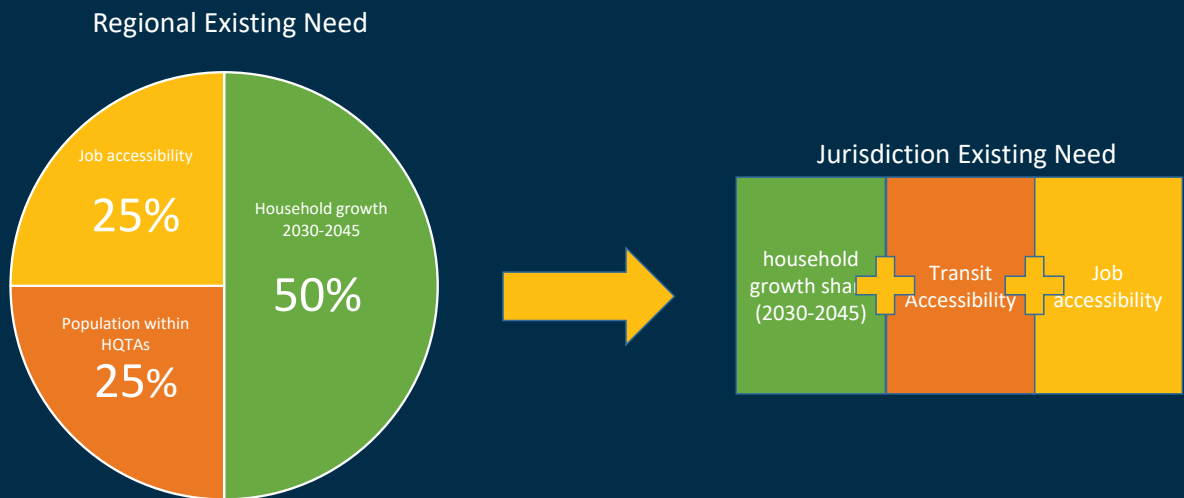 Regional Existing Need
Job accessibility
25%
Household growth
2030-2045
50%
Population within
HQTAs
25%
Jurisdiction Existing Need
household
growth
(2030-2045)
Transit
Accessibility
Job
accessibility